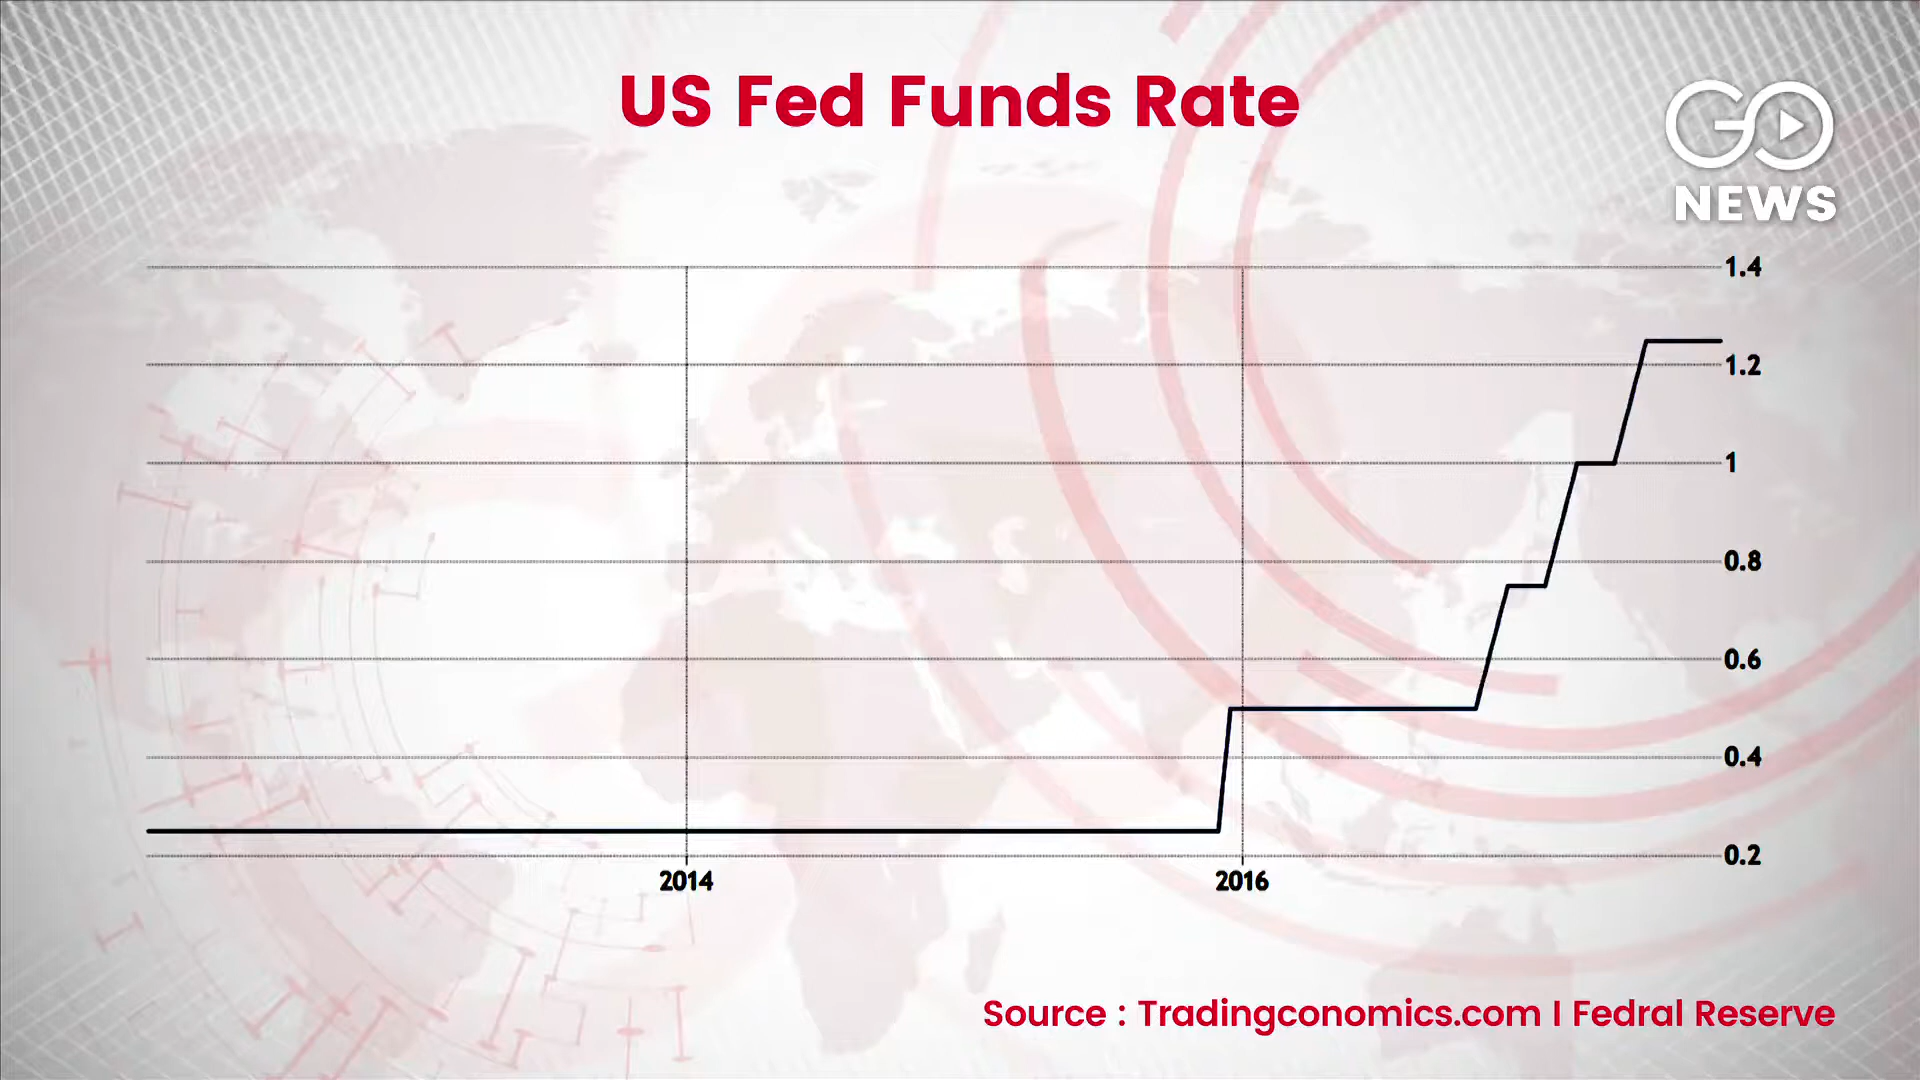 US Fed Funds Rate
GO
NEWS
1.4
1.2
1
0.8
0.6
0.4
0.2
2014 2016
Source : Tradingconomics.com I Fedral Reserve